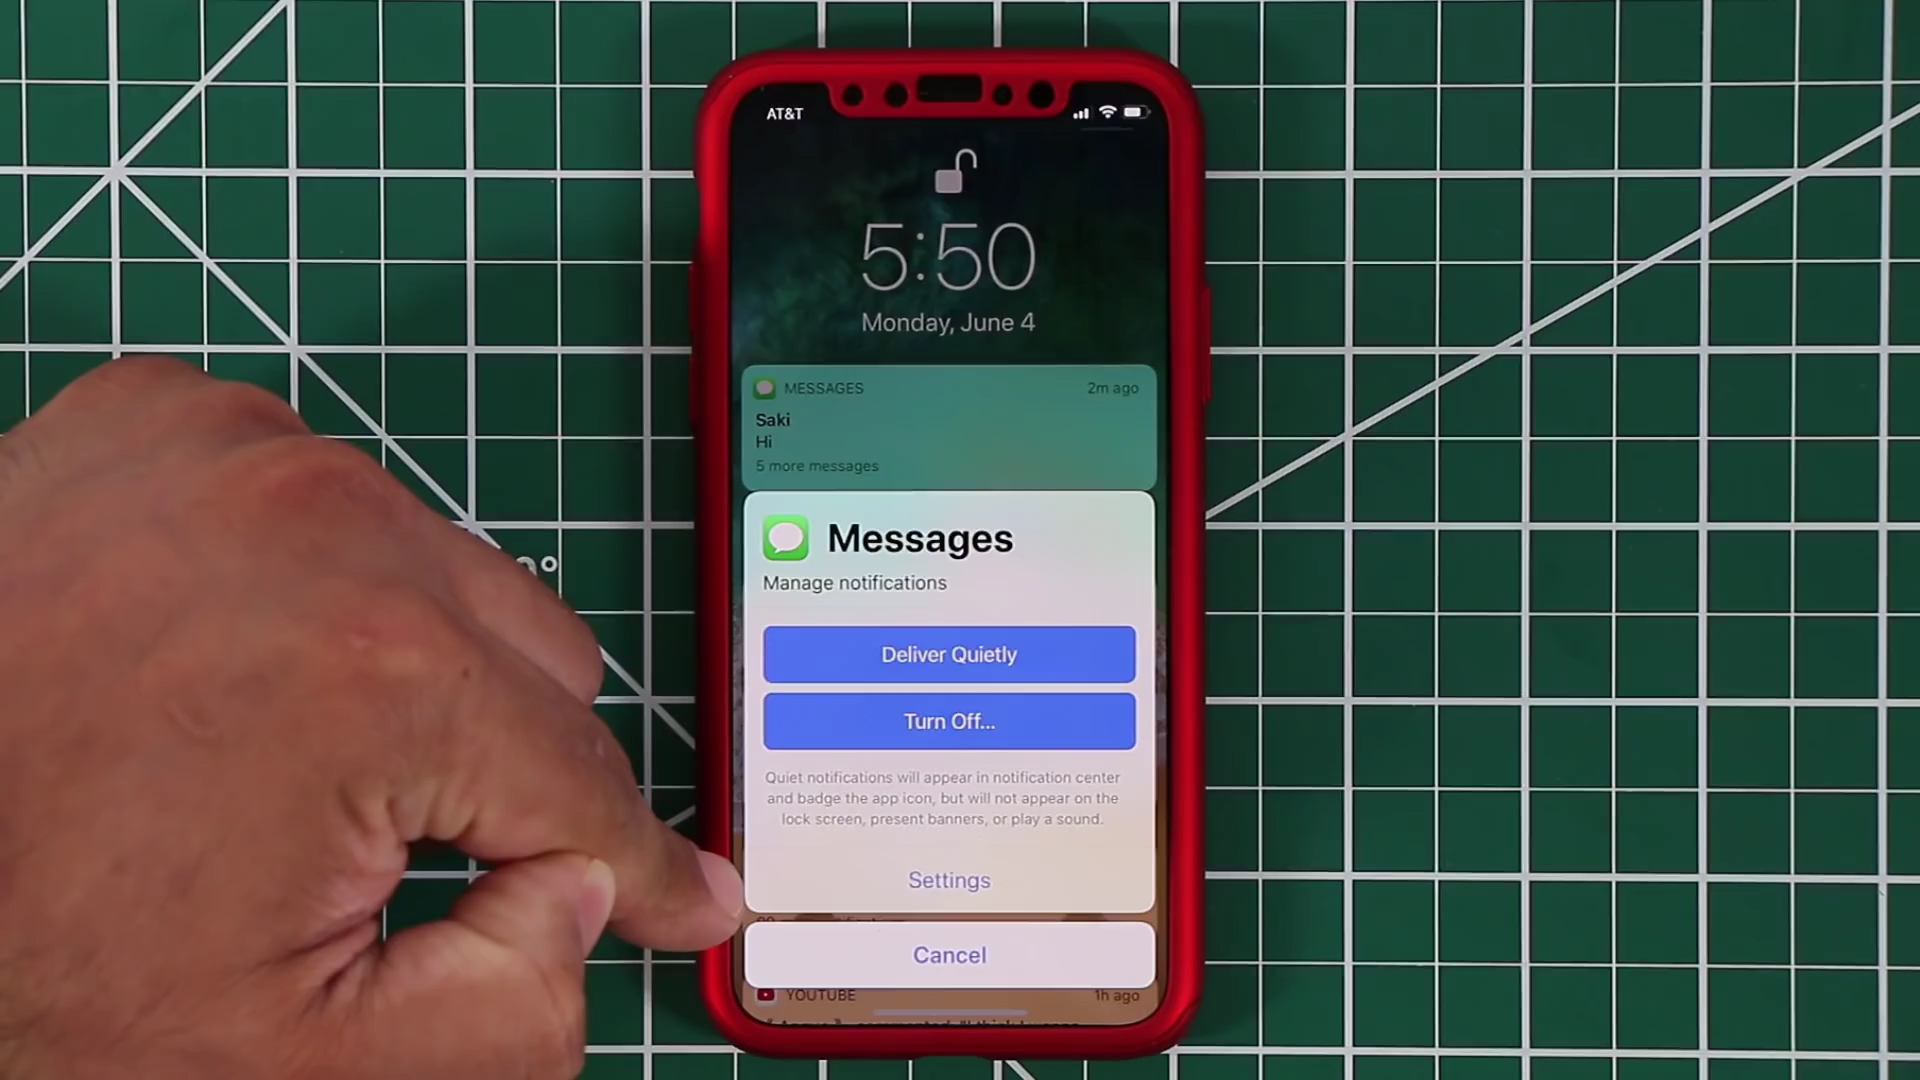 AT&T
5:50
Monday, June 4
MESSAGES 2m ago
Saki
Hi
5 more messages
Messages
Manage notifications
Deliver Quietly
Turn Off...
Quiet notifications will appear in notification center
and badge the app icon, but will not appear on the
lock screen, present banners, or play a sound.
Settings
Cancel
YOUTUBE 1h ago